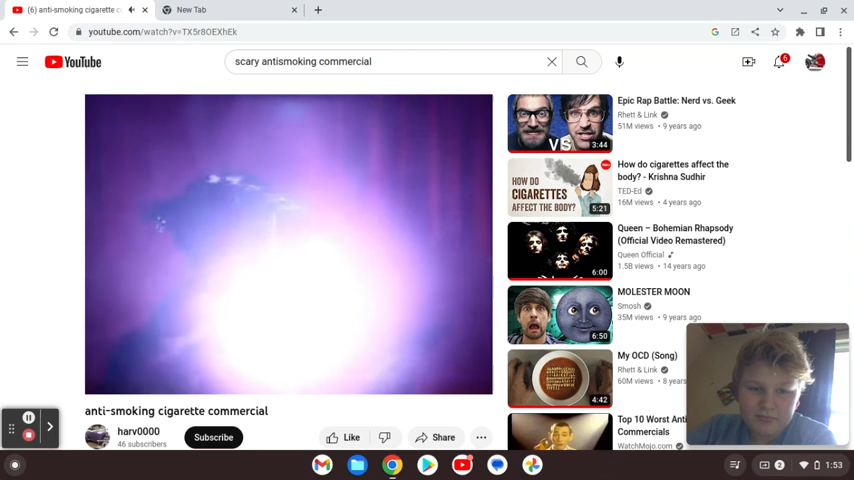 (6) anti-smoking cigarette c
New Tab
youtube.com/watch?v=TX5r8OEXhEk
YouTube
scary antismoking commercial
6
VS
3:44
Epic Rap Battle: Nerd vs. Geek
Rhett & Link
51M views • 9 years ago
HOW DO
CIGARETTES
AFFECT THE BODY?
5:21
How do cigarettes affect the
body? - Krishna Sudhir
TED-Ed
16M views • 4 years ago
6:00
Queen – Bohemian Rhapsody
(Official Video Remastered)
Queen Official
1.5B views • 14 years ago
6:50
MOLESTER MOON
Smosh
35M views • 9 years ago
4:42
My OCD (Song)
Rhett & Link
60M views • 8 years
Top 10 Worst Anti
Commercials
WatchMojo.com
anti-smoking cigarette commercial
harv0000
46 subscribers
Subscribe
Like
Share
2
1:53